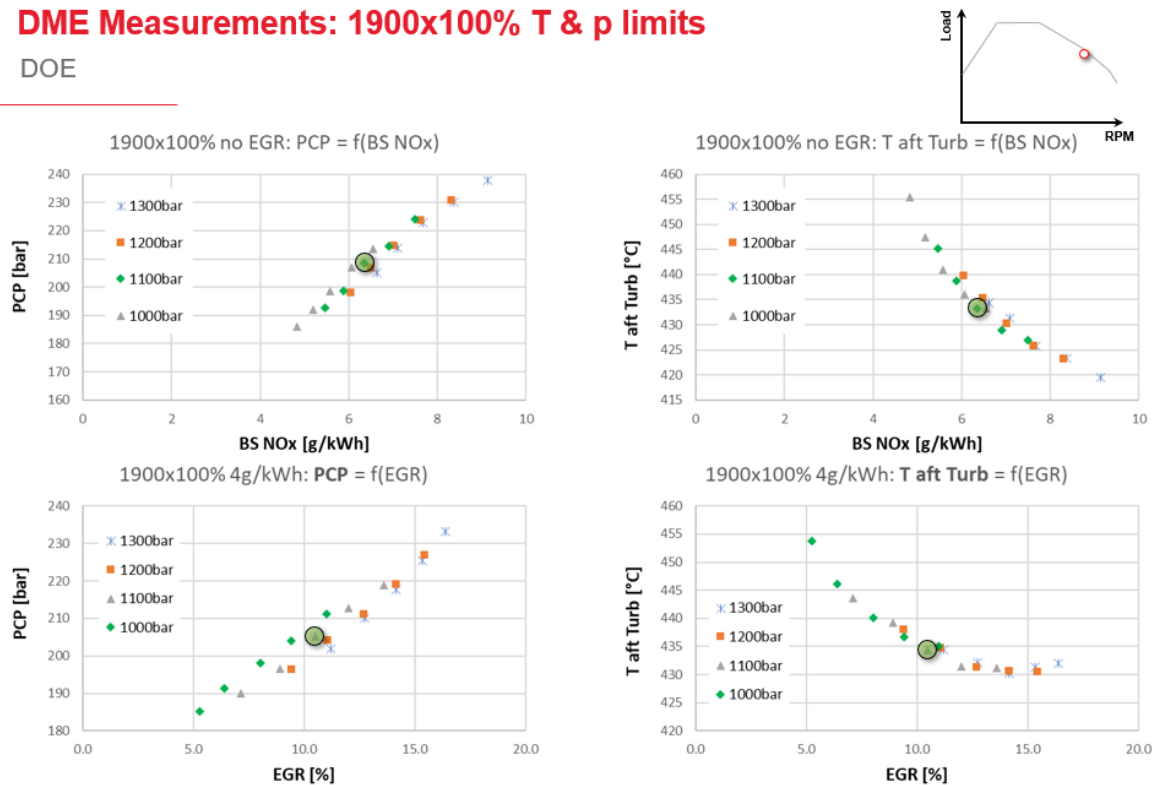 DME Measurements: 1900x100% T & p limits
DOE
Load
RPM
1900x100% no EGR: PCP = f(BS NOx)
PCP [bar]
240
230
220
210
200
190
180
170
160
1300bar
1200bar
1100bar
1000bar
0 2 4 6 8 10
BS NOx [g/kWh]
1900x100% no EGR: T aft Turb = f(BS NOx)
T aft Turb [°C]
460
455
450
445
440
435
430
425
420
415
1300bar
1200bar
1100bar
1000bar
0 2 4 6 8 10
BS NOx [g/kWh]
1900x100% 4g/kWh: PCP = f(EGR)
PCP [bar]
240
230
220
210
200
190
180
1300bar
1200bar
1100bar
1000bar
0.0 5.0 10.0 15.0 20.0
EGR [%]
1900x100% 4g/kWh: T aft Turb = f(EGR)
T aft Turb [°C]
460
455
450
445
440
435
430
425
420
1300bar
1200bar
1100bar
1000bar
0.0 5.0 10.0 15.0 20.0
EGR [%]